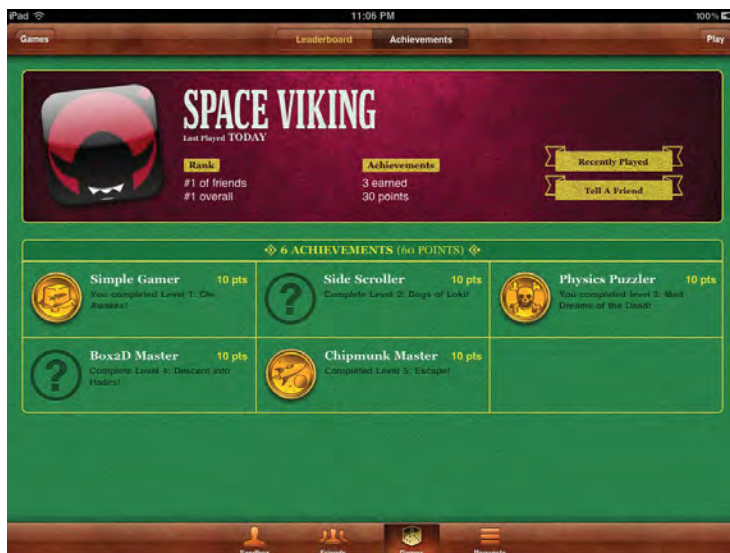 iPad 11:06 PM 100%
Games Leaderboard Achievements Play
SPACE VIKING
Last Played TODAY
Rank Achievements
#1 of friends 3 earned
#1 overall 30 points
Recently Played
Tell A Friend
6 ACHIEVEMENTS (60 POINTS)
Simple Gamer 10 pts
You completed Level 1: Ole
Awakes!
Side Scroller 10 pts
Complete Level 2: Dogs of Loki!
Physics Puzzler 10 pts
You completed level 3: Mad
Dreams of the Dead!
Box2D Master 10 pts
Complete Level 4: Descent into
Hades!
Chipmunk Master 10 pts
Completed Level 5: Escape!
Friends Games Requests